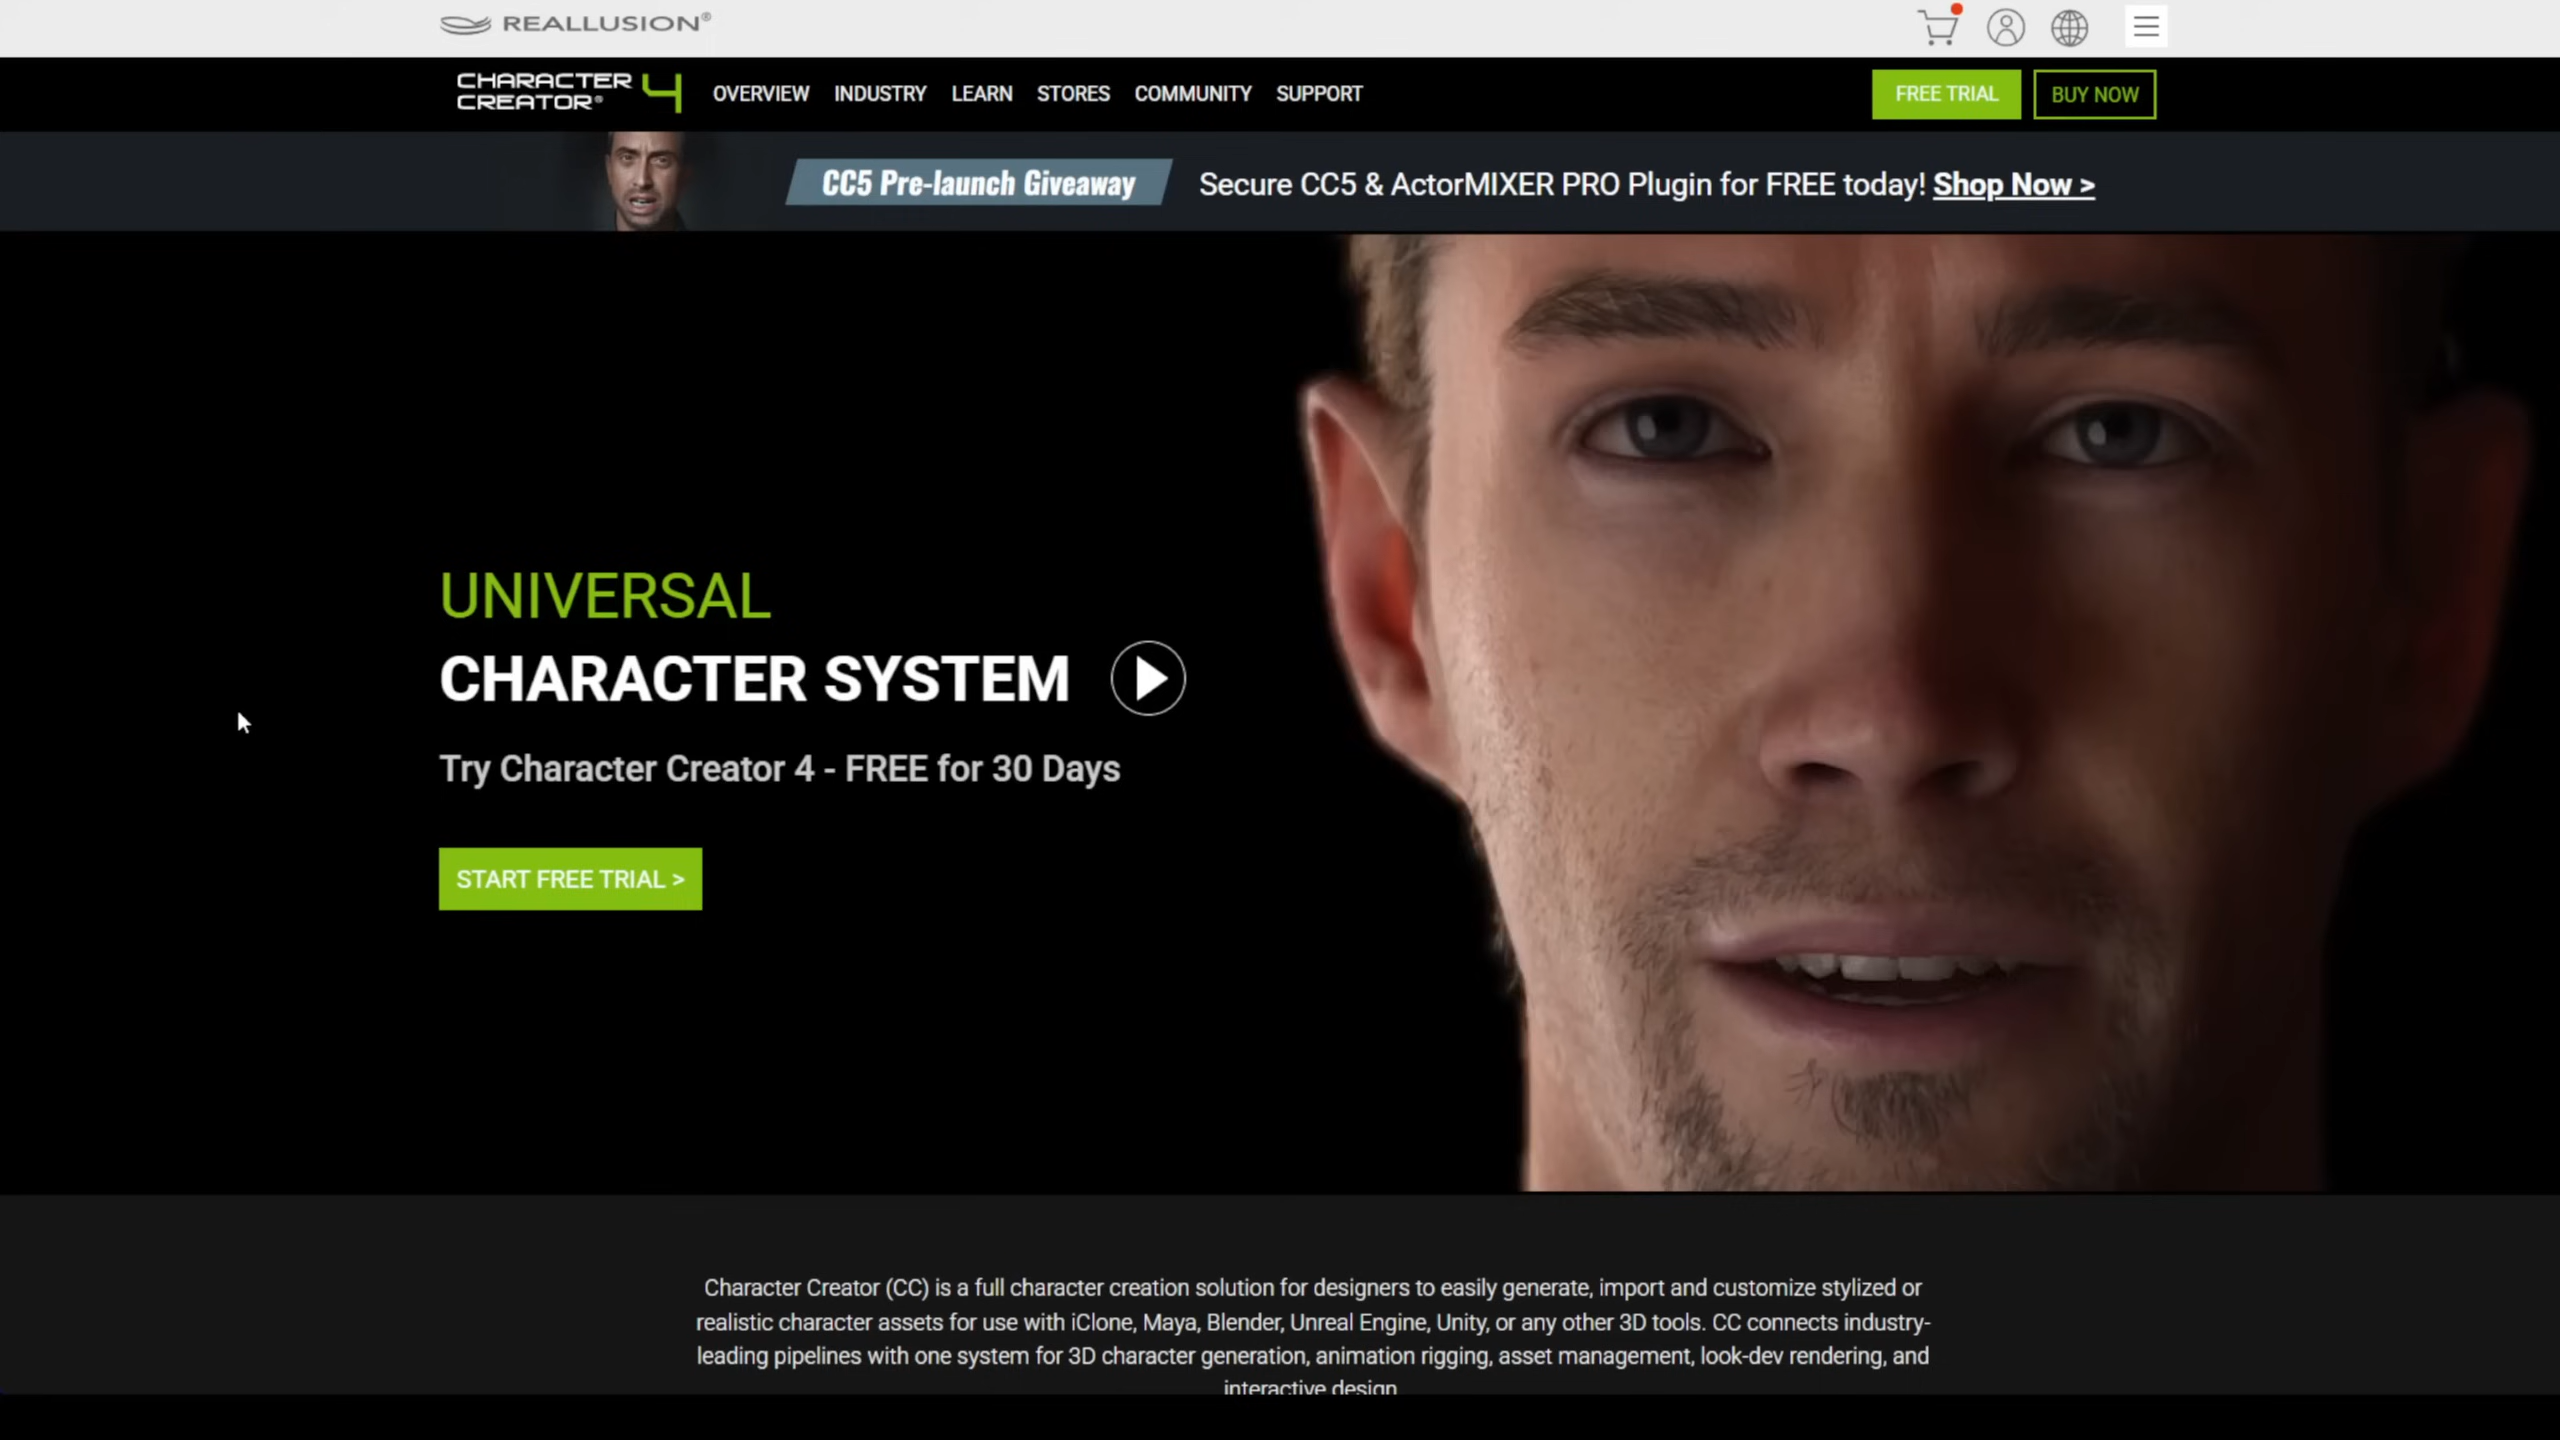 REALLUSION®
CHARACTER CREATOR® 4
OVERVIEW INDUSTRY LEARN STORES COMMUNITY SUPPORT
FREE TRIAL BUY NOW
CC5 Pre-launch Giveaway Secure CC5 & ActorMIXER PRO Plugin for FREE today! Shop Now >
UNIVERSAL
CHARACTER SYSTEM
Try Character Creator 4 - FREE for 30 Days
START FREE TRIAL >
Character Creator (CC) is a full character creation solution for designers to easily generate, import and customize stylized or
realistic character assets for use with iClone, Maya, Blender, Unreal Engine, Unity, or any other 3D tools. CC connects industry-
leading pipelines with one system for 3D character generation, animation rigging, asset management, look-dev rendering, and
interactive design